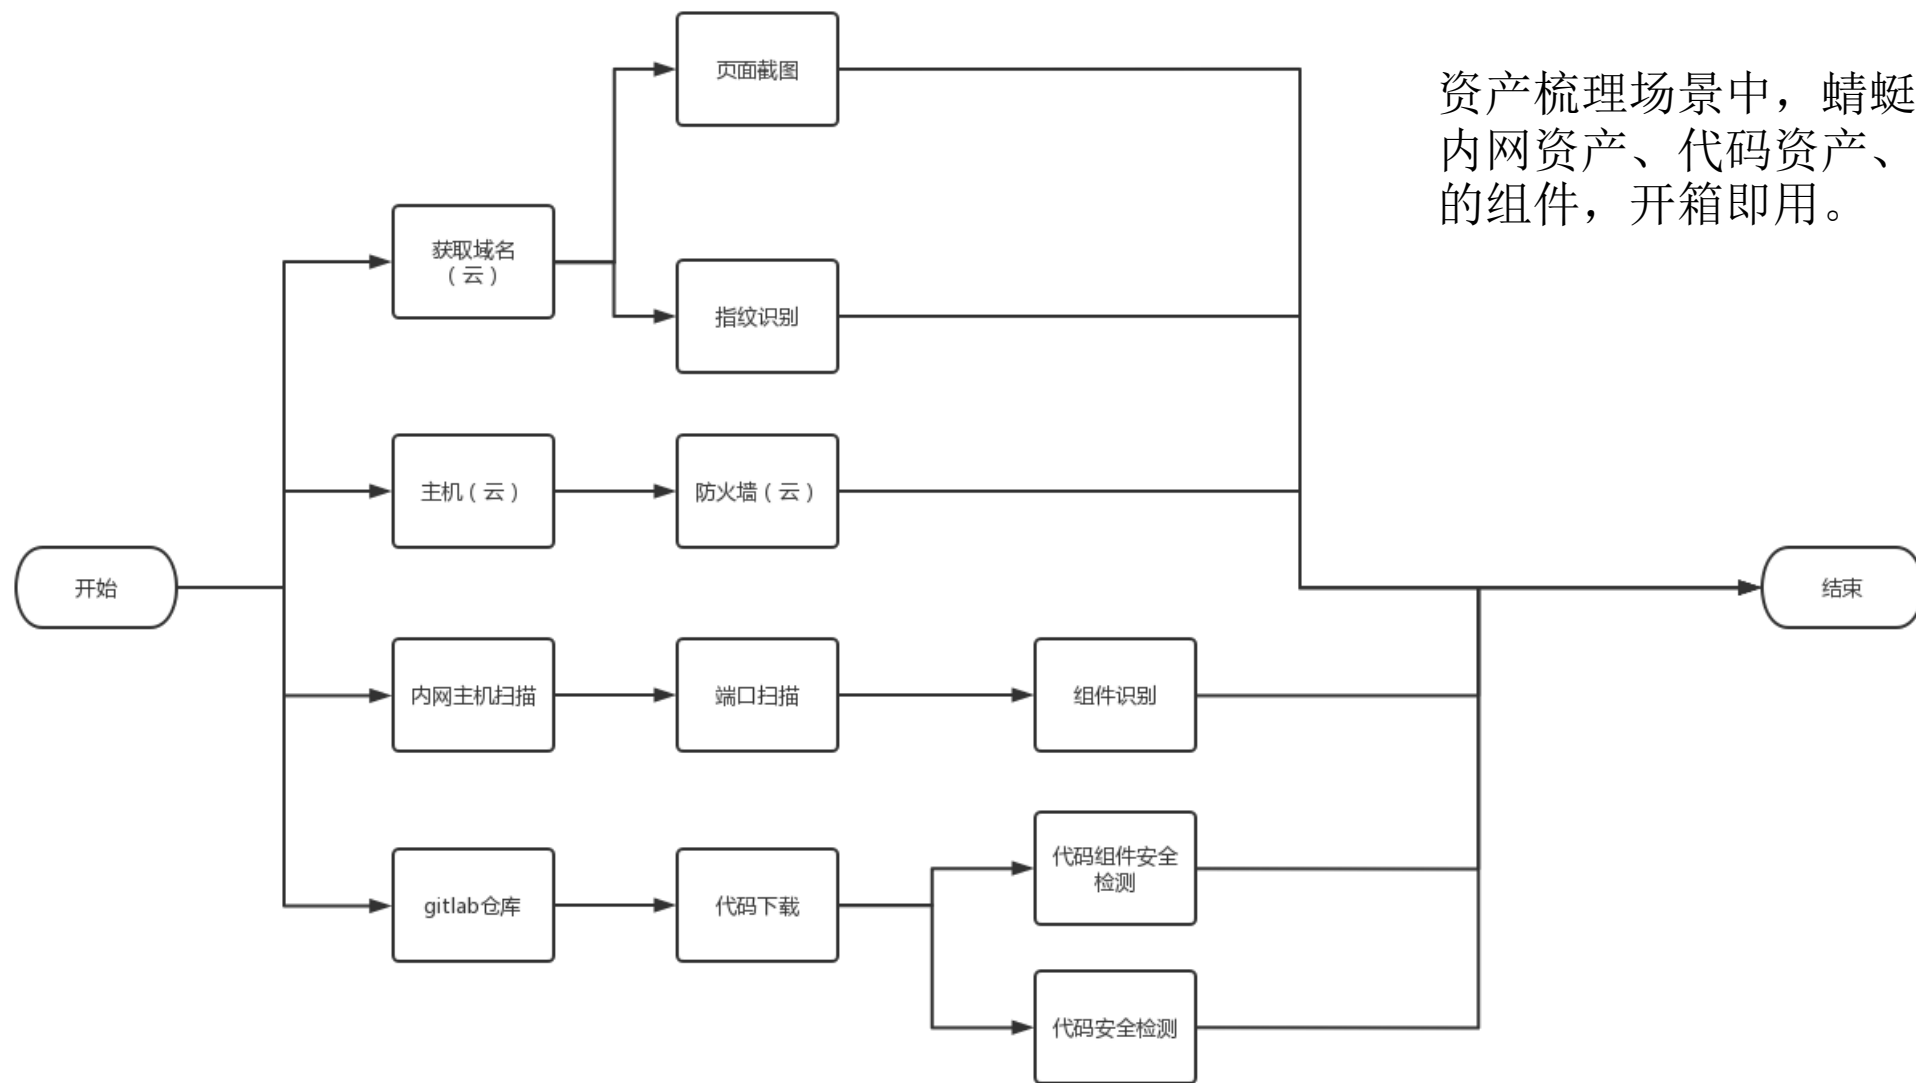 页面截图
资产梳理场景中，蜻蜓
内网资产、代码资产、
的组件，开箱即用。
获取域名
（云）
指纹识别
主机（云）
防火墙（云）
开始
结束
内网主机扫描
端口扫描
组件识别
代码组件安全
检测
gitlab仓库
代码下载
代码安全检测